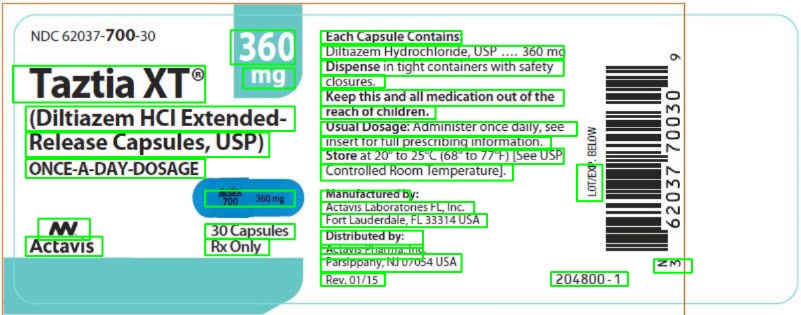 NDC 62037-700-30
360
mg
Taztia XT®
(Diltiazem HCl Extended-
Release Capsules, USP)
ONCE-A-DAY-DOSAGE
700 360 mg
Actavis
30 Capsules
Rx Only
Each Capsule Contains:
Diltiazem Hydrochloride, USP .... 360 mg
Dispense in tight containers with safety
closures.
Keep this and all medication out of the
reach of children.
Usual Dosage: Administer once daily, see
insert for full prescribing information.
Store at 20° to 25°C (68° to 77°F) [See USP
Controlled Room Temperature].
Manufactured by:
Actavis Laboratories FL, Inc.
Fort Lauderdale, FL 33314 USA
Distributed by:
Actavis Pharma, Inc.
Parsippany, NJ 07054 USA
Rev. 01/15
LOT/EXP. BELOW
N
3 62037 70030 9
204800-1